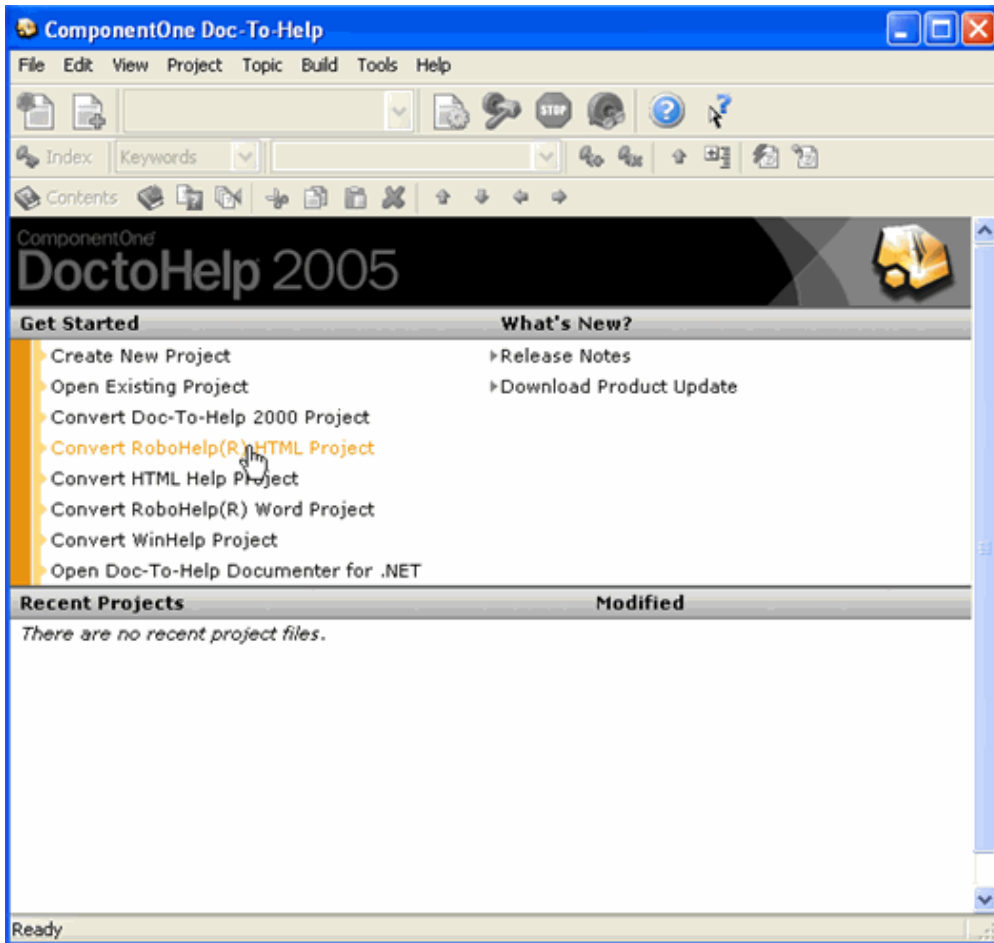 ComponentOne Doc-To-Help
File Edit View Project Topic Build Tools Help
STOP
Index Keywords
Contents
ComponentOne
DoctoHelp 2005
Get Started What's New?
Create New Project Release Notes
Open Existing Project Download Product Update
Convert Doc-To-Help 2000 Project
Convert RoboHelp(R) HTML Project
Convert HTML Help Project
Convert RoboHelp(R) Word Project
Convert WinHelp Project
Open Doc-To-Help Documenter for .NET
Recent Projects Modified
There are no recent project files.
Ready